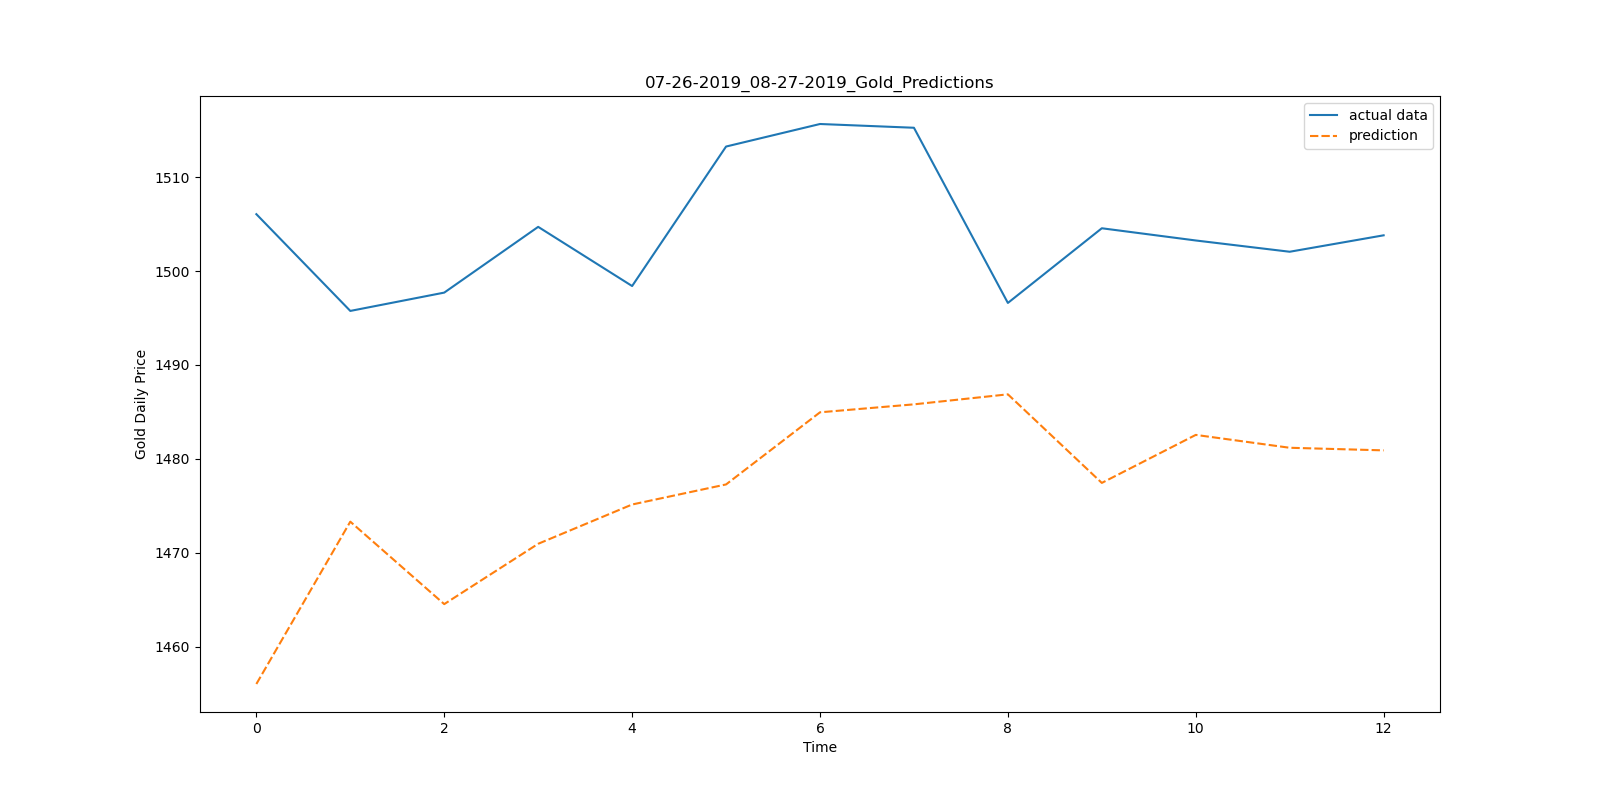 07-26-2019_08-27-2019_Gold_Predictions
actual data
prediction
1510
1500
1490
1480
1470
1460
Gold Daily Price
0 2 4 6 8 10 12
Time